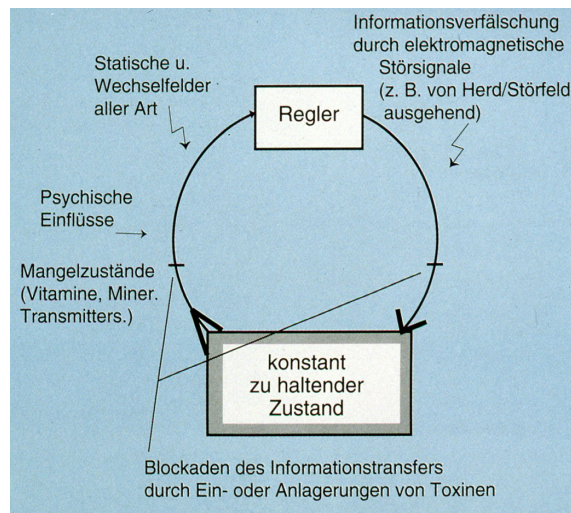 Informationsverfälschung
durch elektromagnetische
Störsignale
(z. B. von Herd/Störfeld
ausgehend)
Statische u.
Wechselfelder
aller Art
Regler
Psychische
Einflüsse
Mangelzustände
(Vitamine, Miner.
Transmitters.)
konstant
zu haltender
Zustand
Blockaden des Informationstransfers
durch Ein- oder Anlagerungen von Toxinen